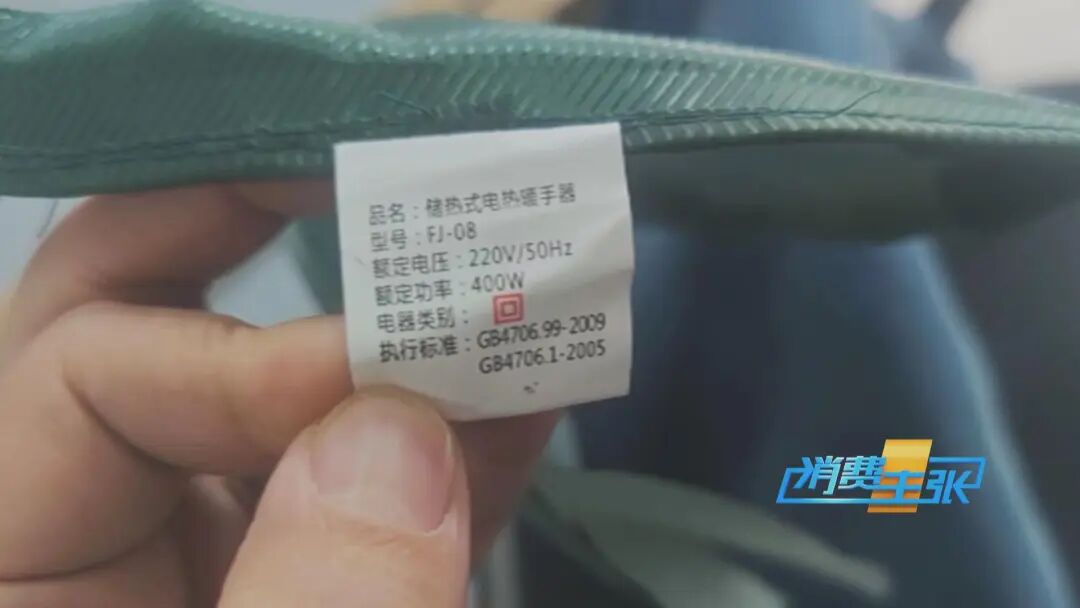 品名：储热式电热暖手器
型号：FJ-08
额定电压：220V/50Hz
额定功率：400W
电器类别：
执行标准：GB4706.99-2009
GB4706.1-2005
消费主张